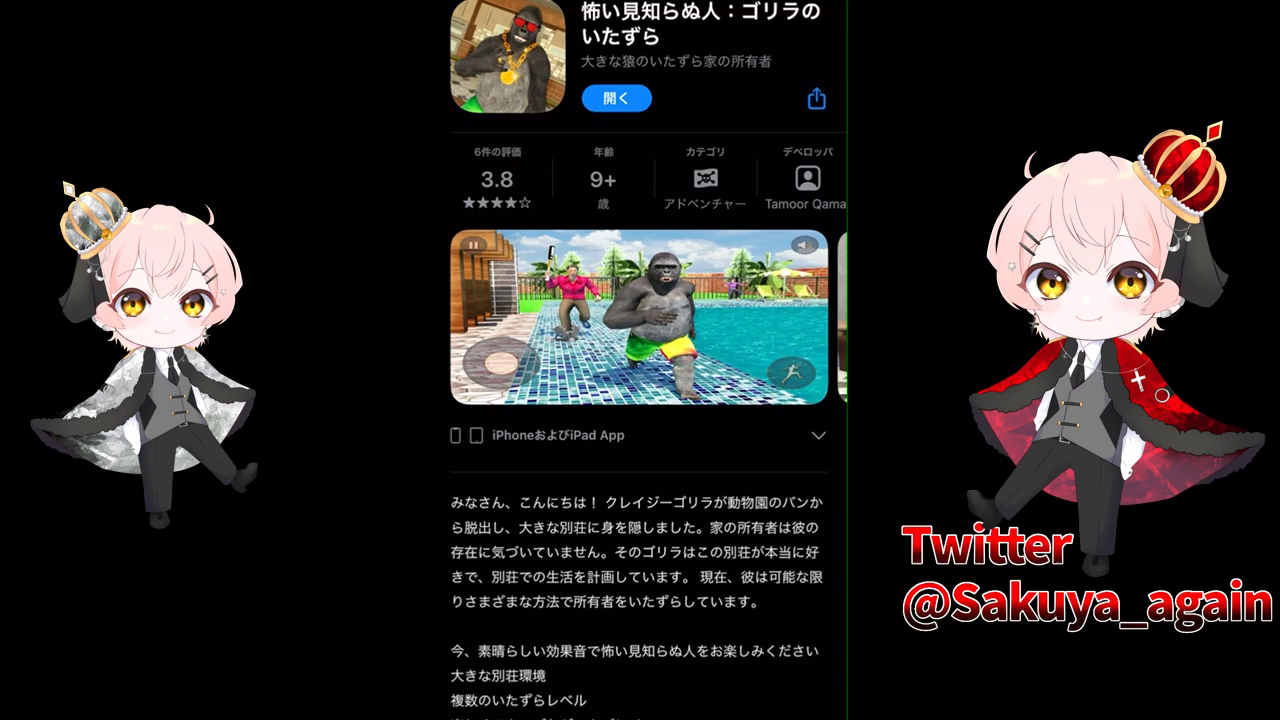 怖い見知らぬ人：ゴリラの
いたずら
大きな猿のいたずら家の所有者
開く
6件の評価
年齢
カテゴリ
デベロッパ
3.8
9+
★★★★☆
歳
アドベンチャー
Tamoor Qama
iPhoneおよびiPad App
みなさん、こんにちは！ クレイジーゴリラが動物園のバンか
ら脱出し、大きな別荘に身を隠しました。家の所有者は彼の
存在に気づいていません。そのゴリラはこの別荘が本当に好
きで、別荘での生活を計画しています。 現在、彼は可能な限
りさまざまな方法で所有者をいたずらしています。
今、素晴らしい効果音で怖い見知らぬ人をお楽しみください
大きな別荘環境
複数のいたずらレベル
Twitter
@Sakuya_again